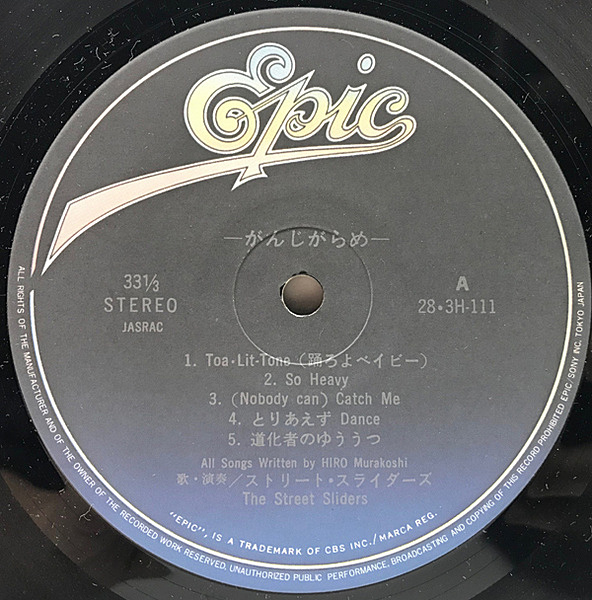 Epic
—がんじがらめ—
33⅓
STEREO
JASRAC
A
28・3H-111
1. Toa・Lit-Tone (踊ろよベイビー)
2. So Heavy
3. (Nobody can) Catch Me
4. とりあえず Dance
5. 道化者のゆううつ
All Songs Written by HIRO Murakoshi
歌・演奏／ストリート・スライダーズ
The Street Sliders
"EPIC", IS A TRADEMARK OF CBS INC./MARCA REG.
ALL RIGHTS OF THE MANUFACTURER AND OF THE OWNER OF THE RECORDED WORK RESERVED. UNAUTHORIZED PUBLIC PERFORMANCE, BROADCASTING AND COPYING OF THIS RECORD PROHIBITED EPIC/SONY INC. TOKYO JAPAN